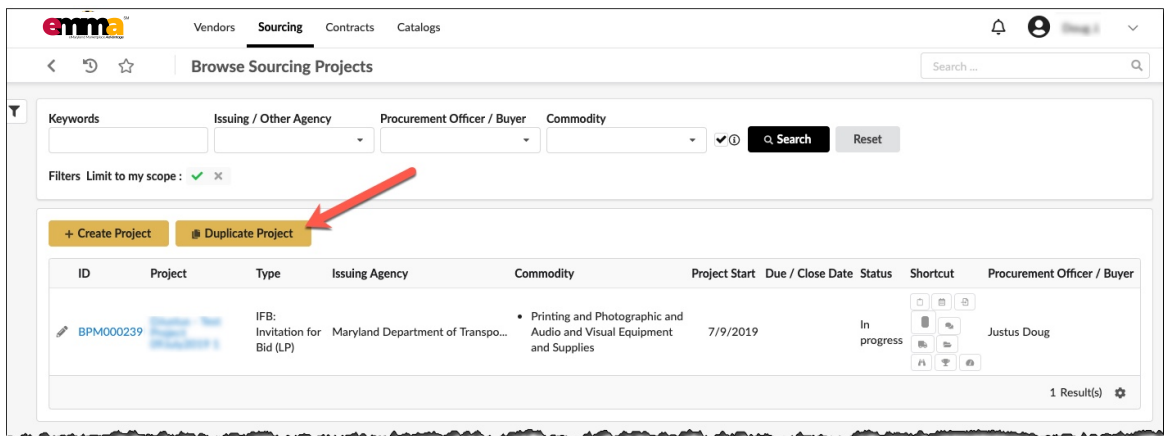 emma
Vendors Sourcing Contracts Catalogs
Browse Sourcing Projects
Search ...
Keywords Issuing / Other Agency Procurement Officer / Buyer Commodity
Search Reset
Filters Limit to my scope :
+ Create Project Duplicate Project
ID Project Type Issuing Agency Commodity Project Start Due / Close Date Status Shortcut Procurement Officer / Buyer
BPM000239 IFB: Invitation for Bid (LP) Maryland Department of Transpo... • Printing and Photographic and Audio and Visual Equipment and Supplies 7/9/2019 In progress Justus Doug
1 Result(s)